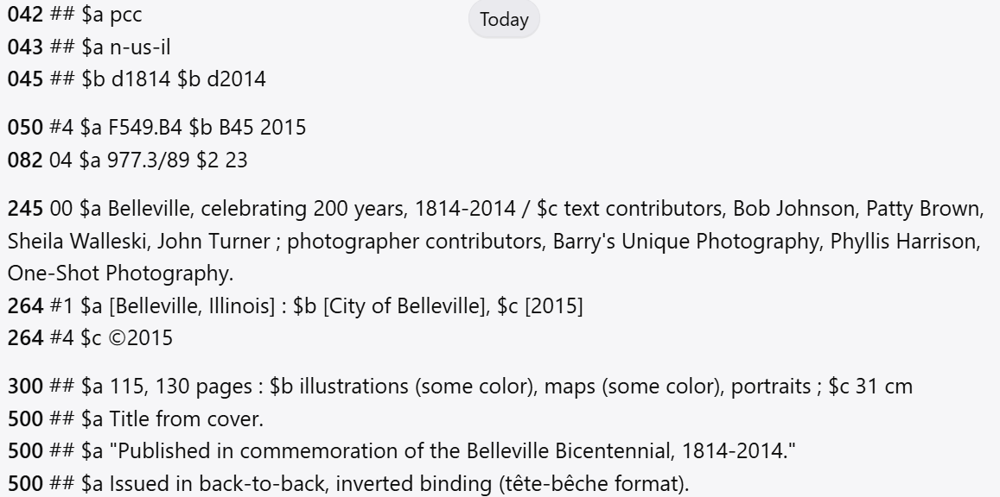 042 ## $a pcc
Today
043 ## $a n-us-il
045 ## $b d1814 $b d2014
050 #4 $a F549.B4 $b B45 2015
082 04 $a 977.3/89 $2 23
245 00 $a Belleville, celebrating 200 years, 1814-2014 / $c text contributors, Bob Johnson, Patty Brown,
Sheila Walleski, John Turner ; photographer contributors, Barry's Unique Photography, Phyllis Harrison,
One-Shot Photography.
264 #1 $a [Belleville, Illinois] : $b [City of Belleville], $c [2015]
264 #4 $c ©2015
300 ## $a 115, 130 pages : $b illustrations (some color), maps (some color), portraits ; $c 31 cm
500 ## $a Title from cover.
500 ## $a "Published in commemoration of the Belleville Bicentennial, 1814-2014."
500 ## $a Issued in back-to-back, inverted binding (tête-bêche format).